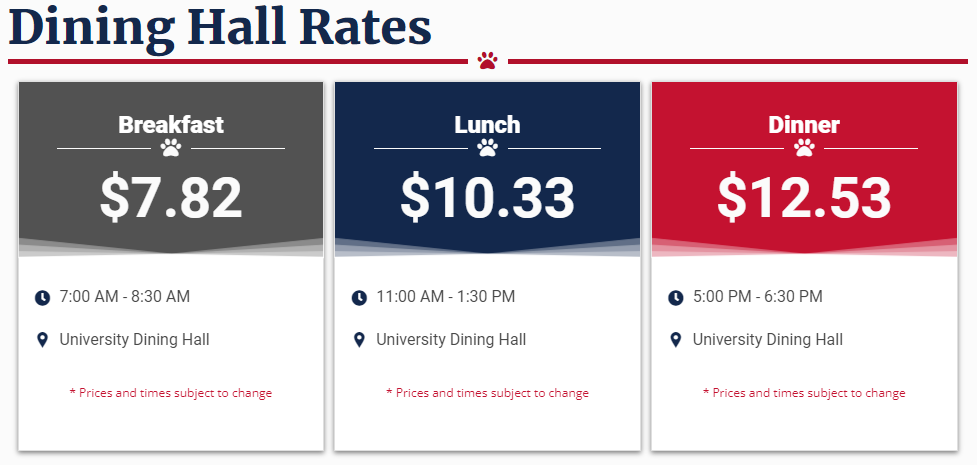 Dining Hall Rates
Breakfast
$7.82
7:00 AM - 8:30 AM
University Dining Hall
* Prices and times subject to change
Lunch
$10.33
11:00 AM - 1:30 PM
University Dining Hall
* Prices and times subject to change
Dinner
$12.53
5:00 PM - 6:30 PM
University Dining Hall
* Prices and times subject to change